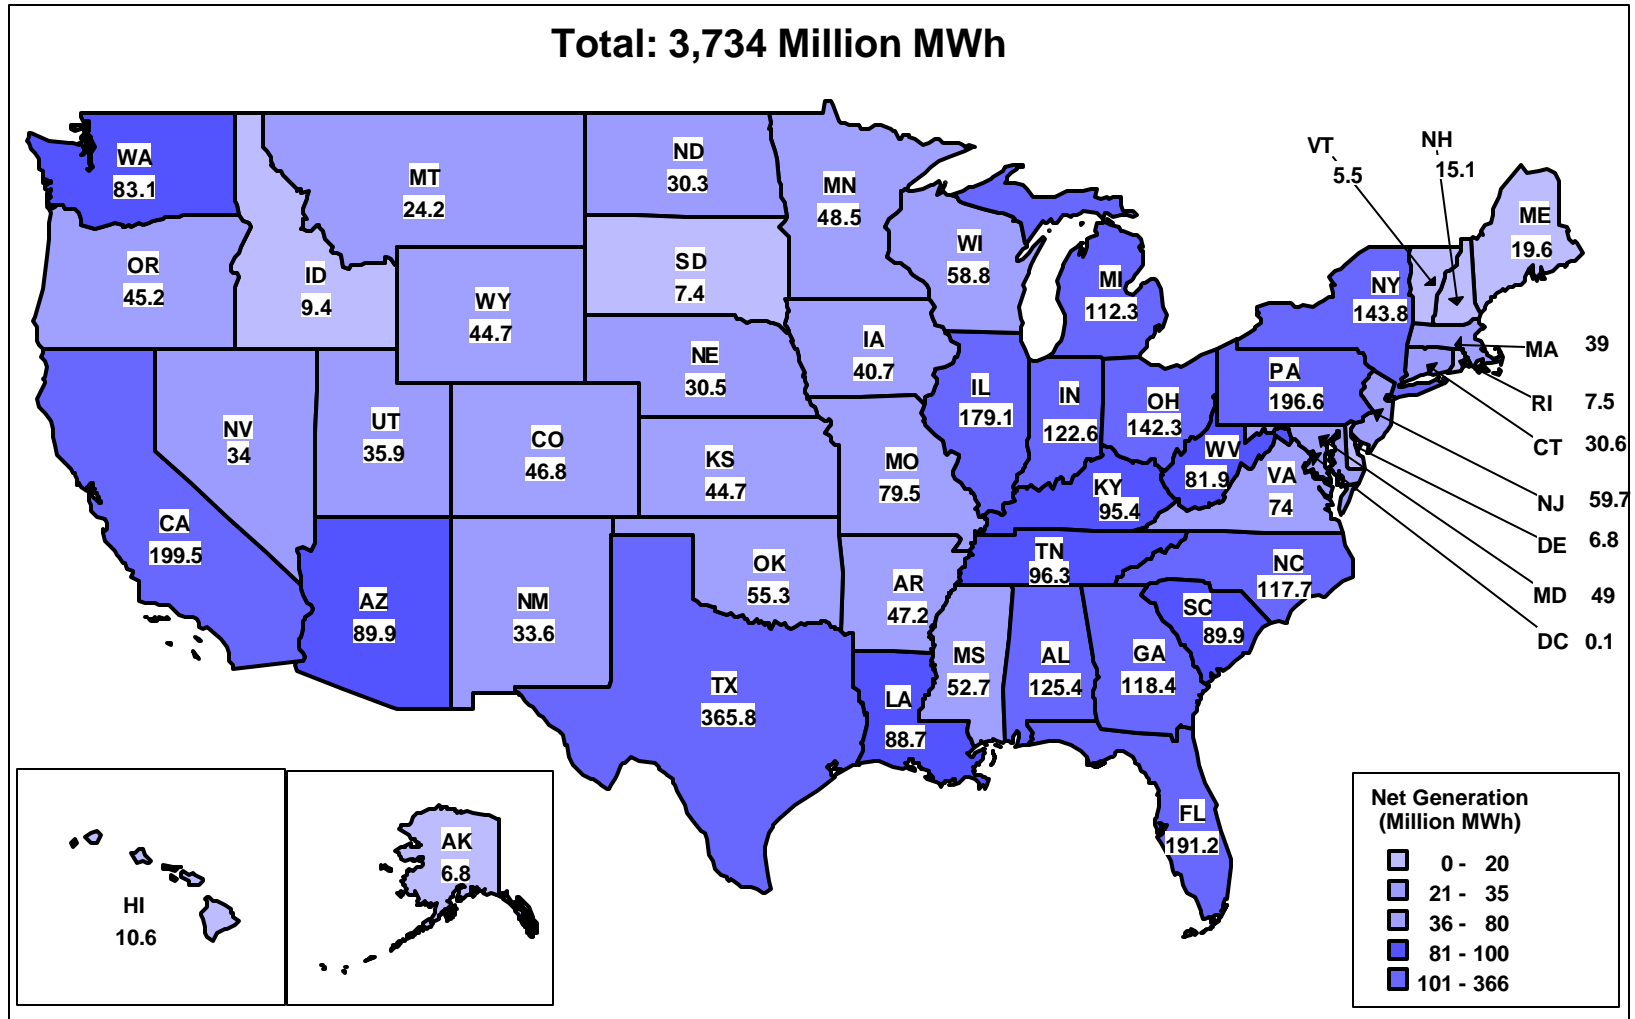 Total: 3,734 Million MWh
WA
83.1
MT
24.2
ND
30.3
MN
48.5
VT
5.5
NH
15.1
ME
19.6
OR
45.2
ID
9.4
WY
44.7
SD
7.4
WI
58.8
MI
112.3
NY
143.8
NE
30.5
IA
40.7
MA 39
IL
179.1
IN
122.6
OH
142.3
PA
196.6
RI 7.5
NV
34
UT
35.9
CO
46.8
KS
44.7
MO
79.5
KY
95.4
WV
81.9
VA
74
CT 30.6
NJ 59.7
CA
199.5
DE 6.8
AZ
89.9
NM
33.6
OK
55.3
AR
47.2
TN
96.3
NC
117.7
MD 49
SC
89.9
DC 0.1
TX
365.8
LA
88.7
MS
52.7
AL
125.4
GA
118.4
FL
191.2
HI
10.6
AK
6.8
Net Generation
(Million MWh)
0 - 20
21 - 35
36 - 80
81 - 100
101 - 366